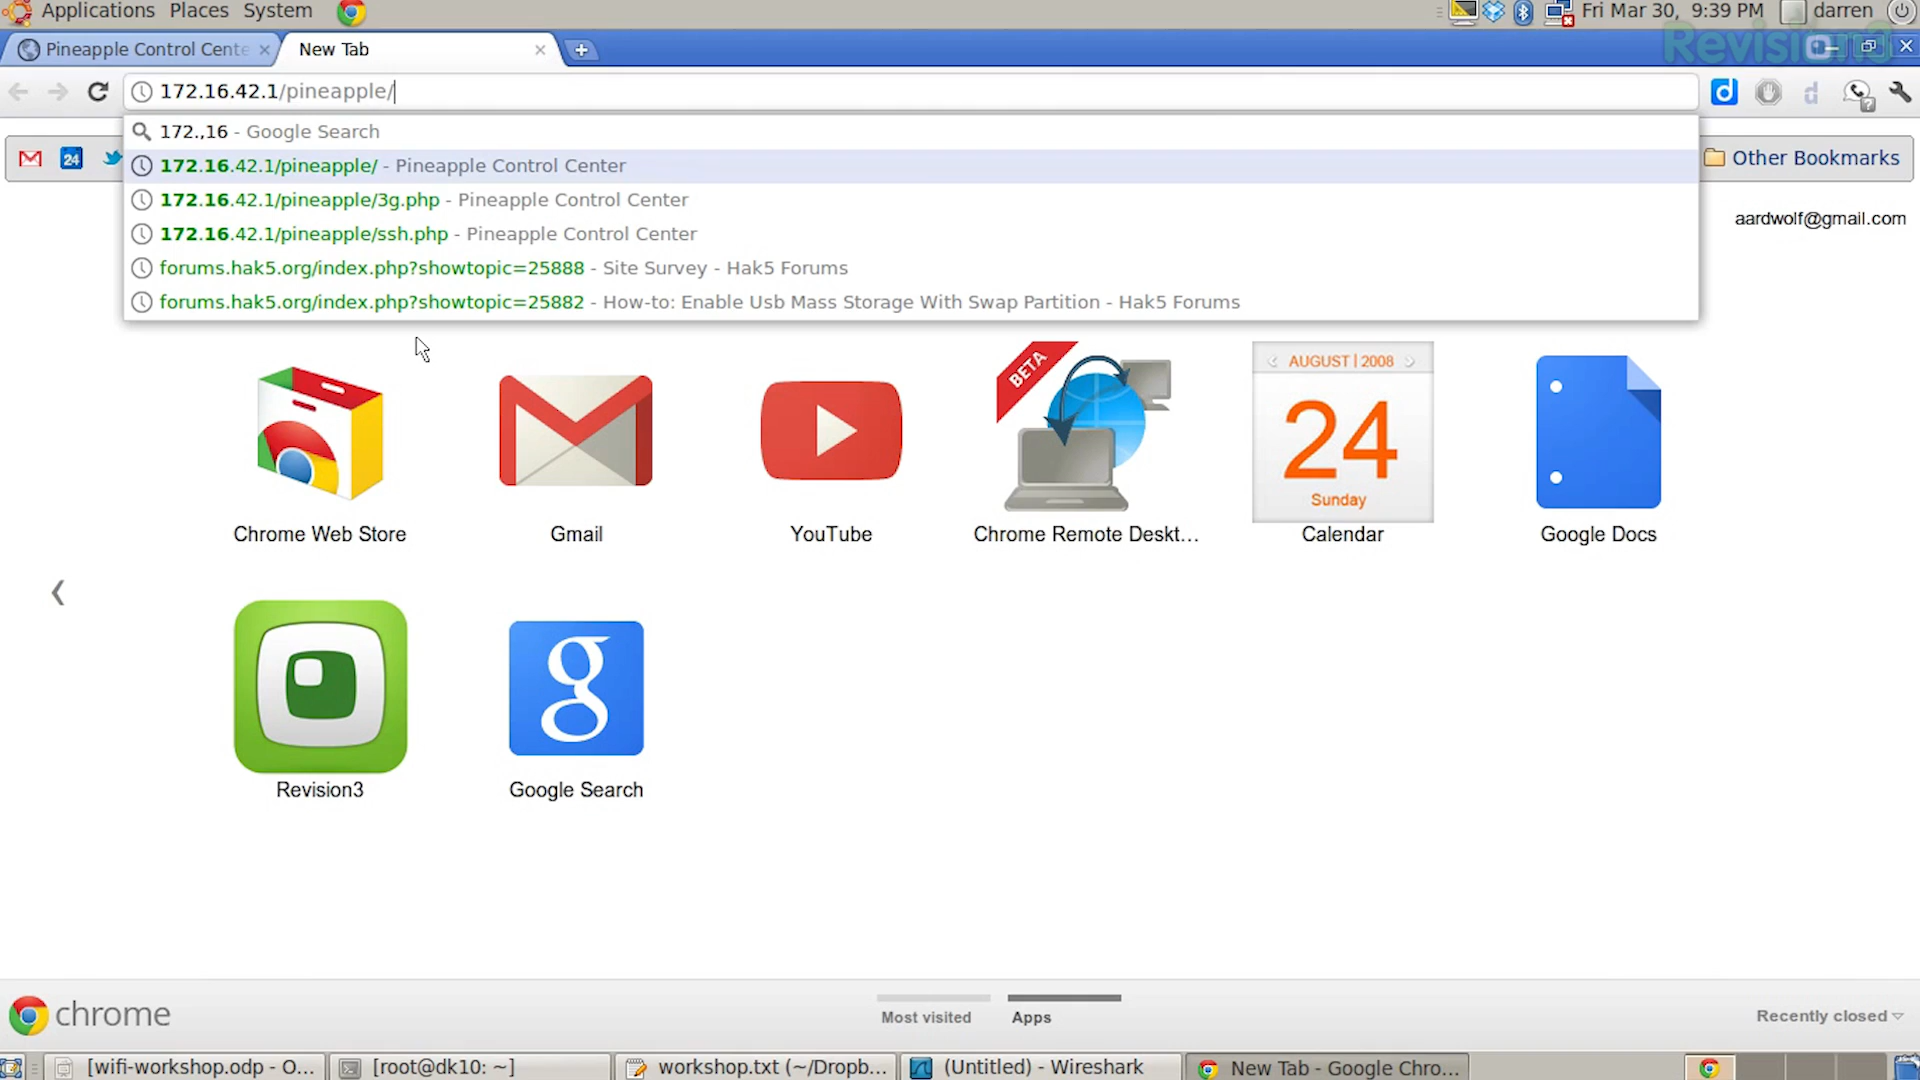 Applications Places System Fri Mar 30, 9:39 PM darren
Revision3
Pineapple Control Cente New Tab
172.16.42.1/pineapple/
172.,16 - Google Search
172.16.42.1/pineapple/ - Pineapple Control Center
172.16.42.1/pineapple/3g.php - Pineapple Control Center
172.16.42.1/pineapple/ssh.php - Pineapple Control Center
forums.hak5.org/index.php?showtopic=25888 - Site Survey - Hak5 Forums
forums.hak5.org/index.php?showtopic=25882 - How-to: Enable Usb Mass Storage With Swap Partition - Hak5 Forums
24
Other Bookmarks
aardwolf@gmail.com
BETA
AUGUST | 2008
24
Sunday
Chrome Web Store Gmail YouTube Chrome Remote Deskt... Calendar Google Docs
g
Revision3 Google Search
chrome Most visited Apps Recently closed
[wifi-workshop.odp - O... [root@dk10: ~] workshop.txt (~/Dropb... (Untitled) - Wireshark New Tab - Google Chro...